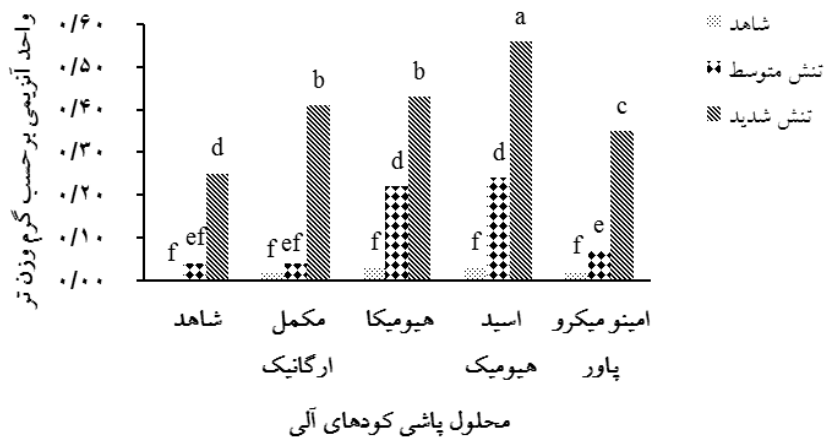 واحد آنزیمی برحسب گرم وزن تر
۰/۶۰
۰/۵۰
۰/۴۰
۰/۳۰
۰/۲۰
۰/۱۰
۰/۰۰
شاهد
تنش متوسط
تنش شدید
f ef d
f ef b
f d b
f d a
f e c
شاهد
مکمل
ارگانیک
هیومیکا
اسید
هیومیک
امینو میکرو
پاور
محلول پاشی کودهای آلی